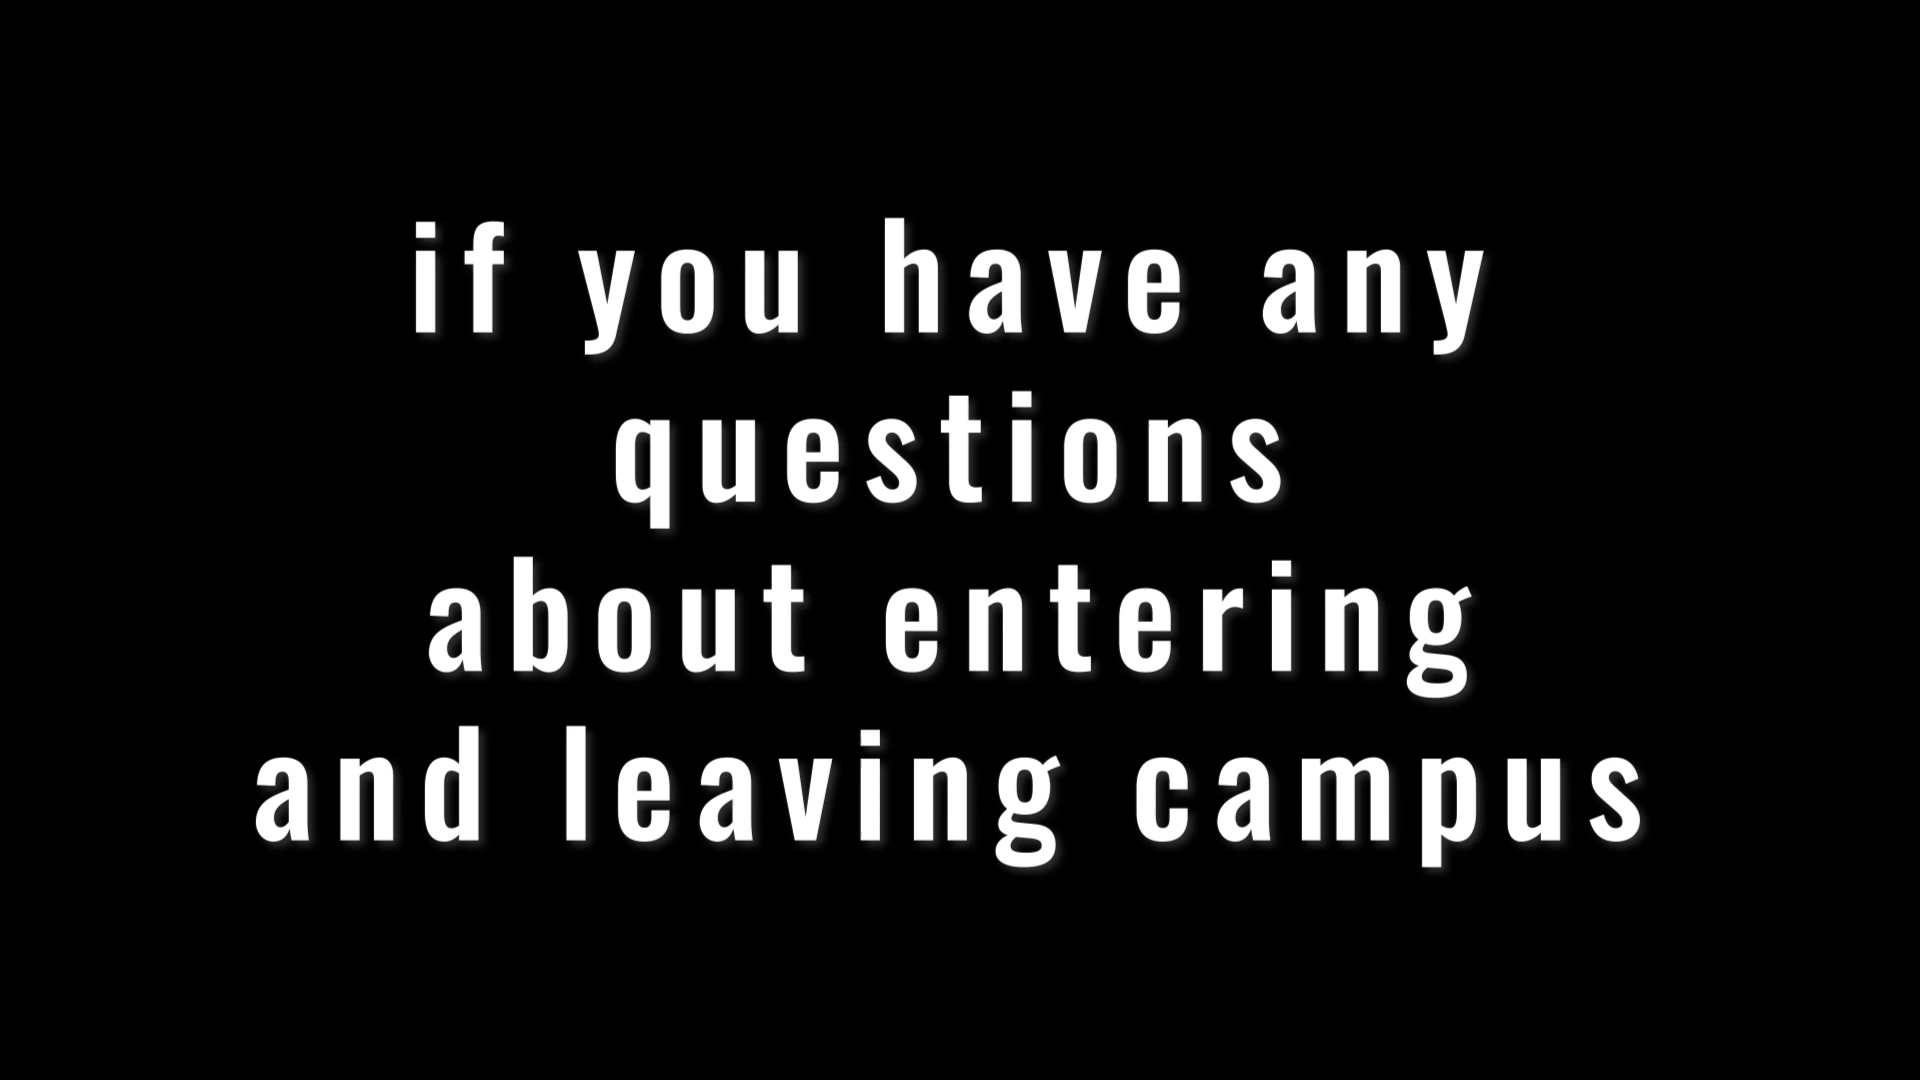 if you have any
questions
about entering
and leaving campus